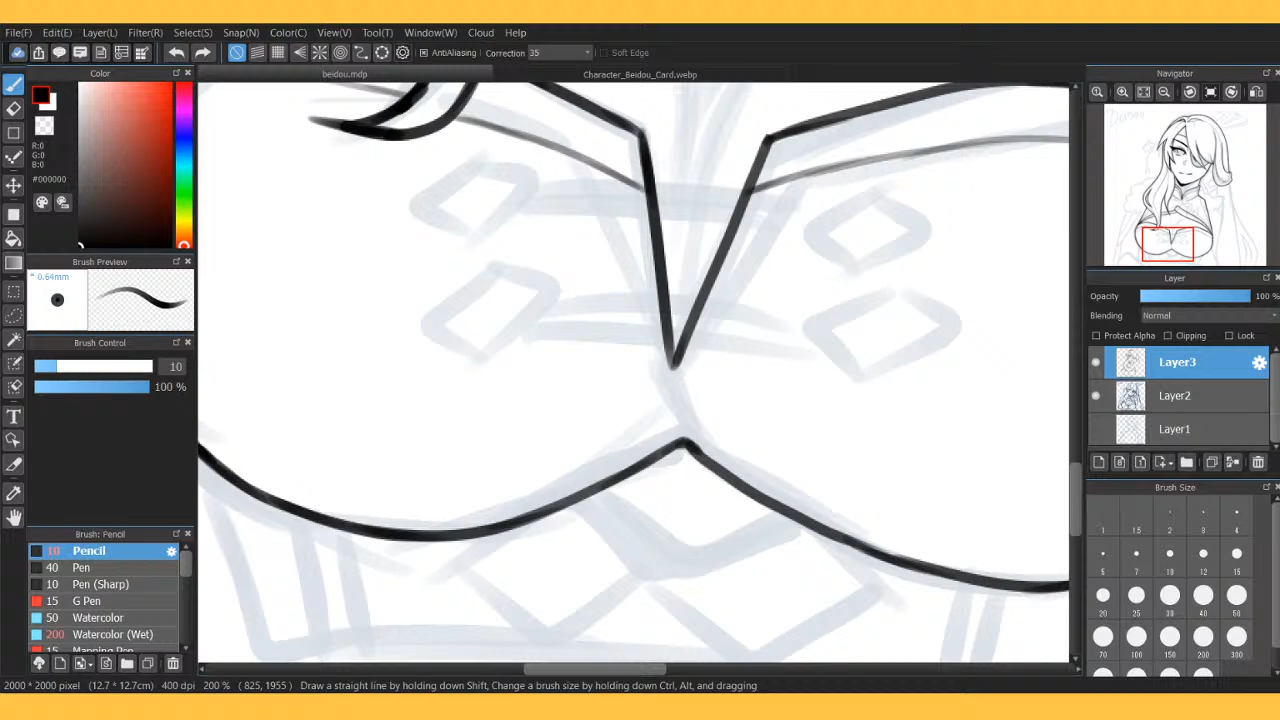 File(F) Edit(E) Layer(L) Filter(R) Select(S) Snap(N) Color(C) View(V) Tool(T) Window(W) Cloud Help
AntiAliasing Correction 35 Soft Edge
Color
beidou.mdp
Character_Beidou_Card.webp
Navigator
R:0
G:0
B:0
#000000
Brush Preview
* 0.64mm
Layer
Opacity 100 %
Blending Normal
Protect Alpha Clipping Lock
Brush Control
10
100 %
Layer3
Layer2
Layer1
T
Brush Size
1 1.5 2 3 4
5 7 10 12 15
20 25 30 40 50
70 100 150 200 300
Brush: Pencil
10 Pencil
40 Pen
10 Pen (Sharp)
15 G Pen
50 Watercolor
200 Watercolor (Wet)
15 Mapping Pen
2000 * 2000 pixel (12.7 * 12.7cm) 400 dpi 200 % ( 825, 1955 ) Draw a straight line by holding down Shift, Change a brush size by holding down Ctrl, Alt, and dragging